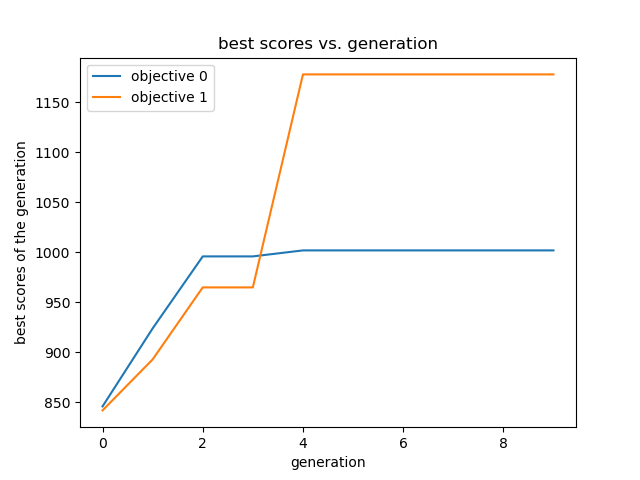 best scores vs. generation
objective 0
objective 1
best scores of the generation
1150
1100
1050
1000
950
900
850
0 2 4 6 8
generation